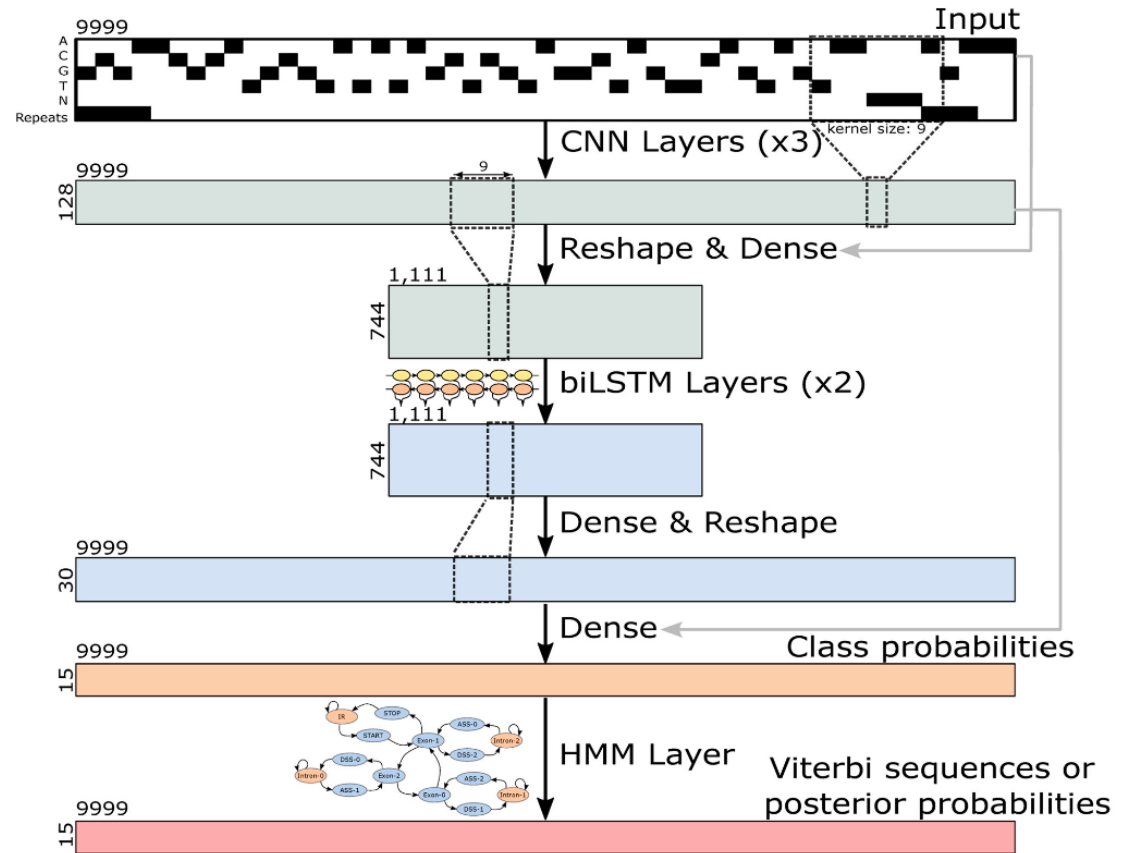 9999
Input
A
C
G
T
N
Repeats
kernel size: 9
CNN Layers (x3)
9999
128
9
Reshape & Dense
1,111
744
biLSTM Layers (x2)
1,111
744
Dense & Reshape
9999
30
Dense
Class probabilities
9999
15
IR
STOP
START
Exon-1
ASS-0
Intron-2
DSS-2
DSS-0
Intron-0
Exon-2
ASS-1
ASS-2
Exon-0
Intron-1
DSS-1
HMM Layer
Viterbi sequences or
posterior probabilities
9999
15